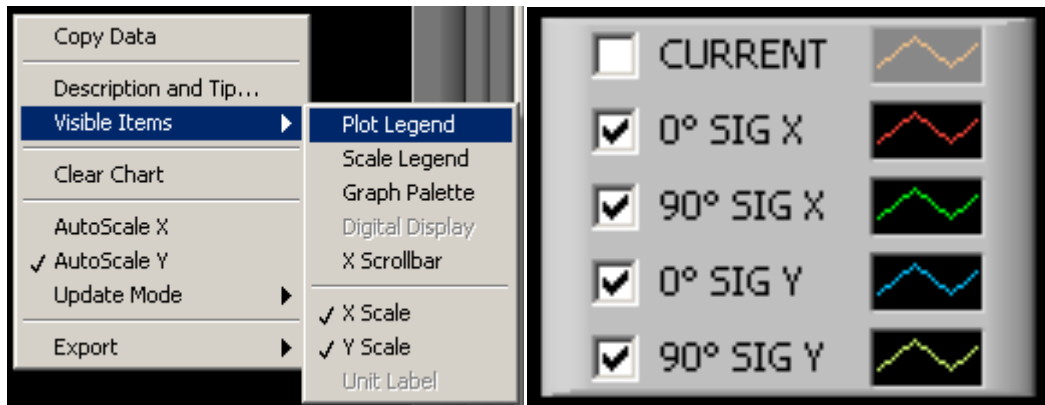 Copy Data
Description and Tip...
Visible Items
Clear Chart
AutoScale X
AutoScale Y
Update Mode
Export
Plot Legend
Scale Legend
Graph Palette
Digital Display
X Scrollbar
X Scale
Y Scale
Unit Label
CURRENT
0° SIG X
90° SIG X
0° SIG Y
90° SIG Y